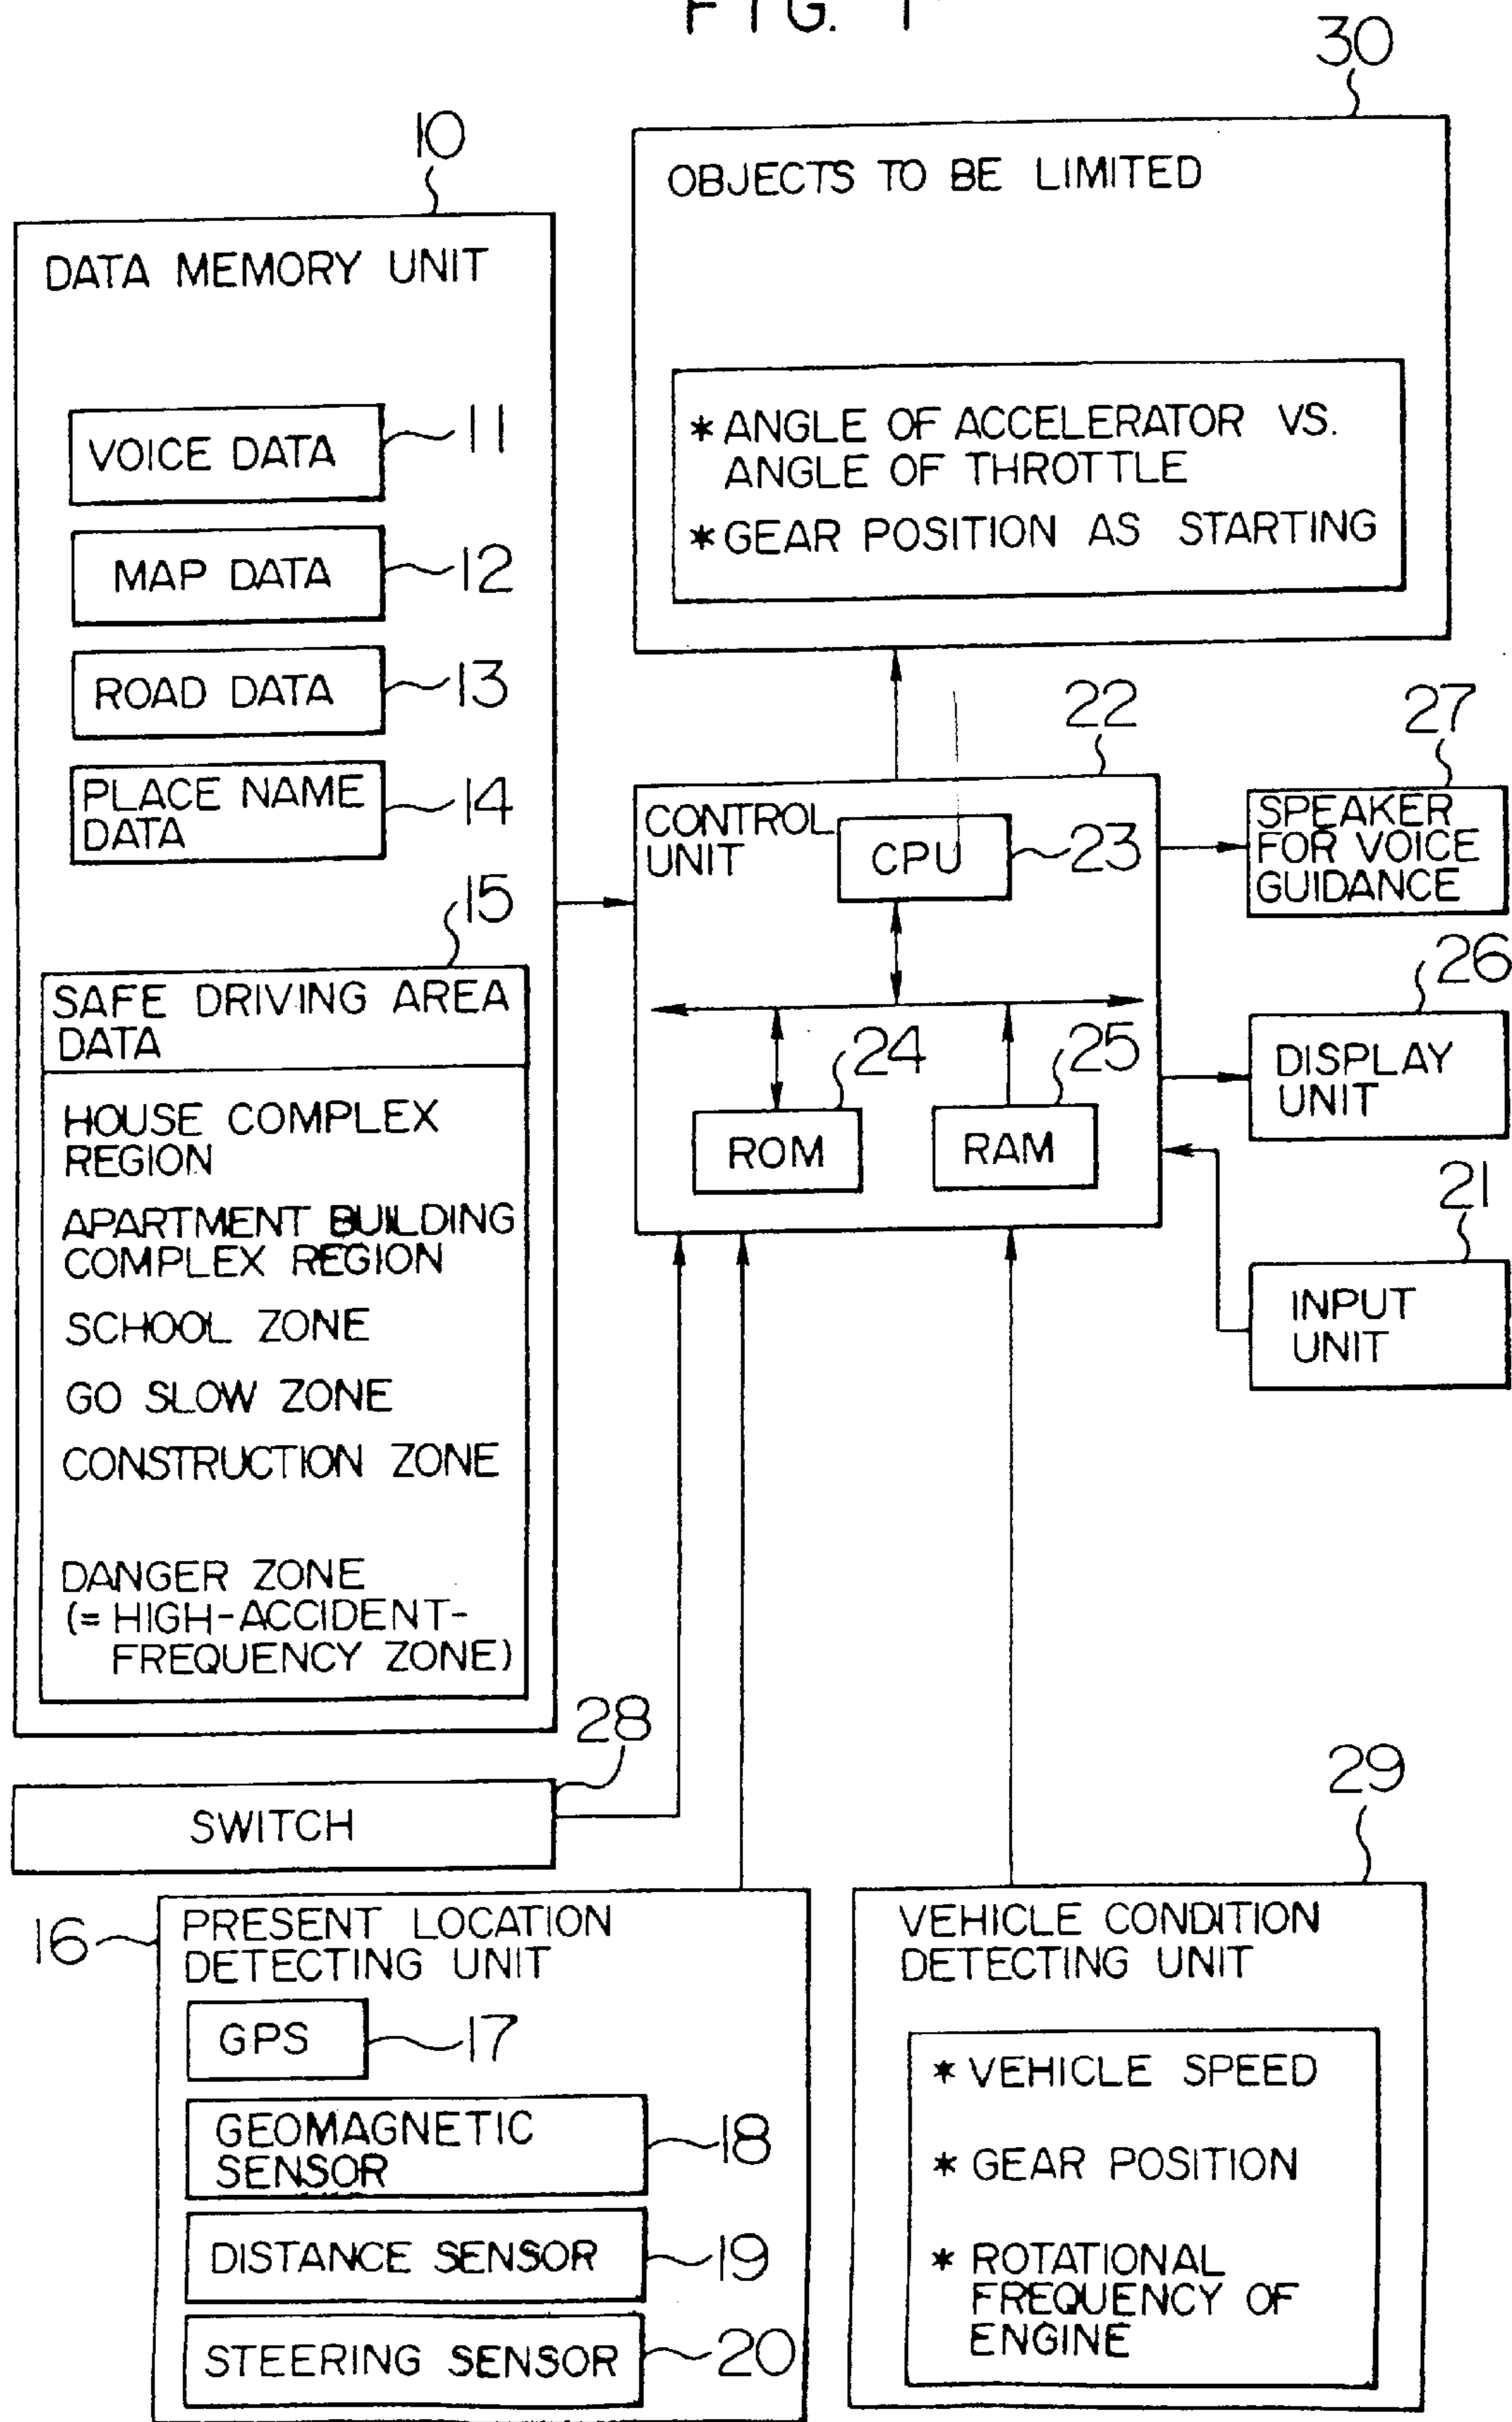 FIG. 1
30
OBJECTS TO BE LIMITED
* ANGLE OF ACCELERATOR VS.
ANGLE OF THROTTLE
* GEAR POSITION AS STARTING
10
DATA MEMORY UNIT
VOICE DATA
11
MAP DATA
12
ROAD DATA
13
PLACE NAME
DATA
14
15
SAFE DRIVING AREA
DATA
HOUSE COMPLEX
REGION
APARTMENT BUILDING
COMPLEX REGION
SCHOOL ZONE
GO SLOW ZONE
CONSTRUCTION ZONE
DANGER ZONE
(= HIGH-ACCIDENT-
FREQUENCY ZONE)
22
CONTROL
UNIT
CPU
23
24
ROM
25
RAM
27
SPEAKER
FOR VOICE
GUIDANCE
26
DISPLAY
UNIT
21
INPUT
UNIT
28
SWITCH
16
PRESENT LOCATION
DETECTING UNIT
GPS
17
GEOMAGNETIC
SENSOR
18
DISTANCE SENSOR
19
STEERING SENSOR
20
29
VEHICLE CONDITION
DETECTING UNIT
* VEHICLE SPEED
* GEAR POSITION
* ROTATIONAL
FREQUENCY OF
ENGINE